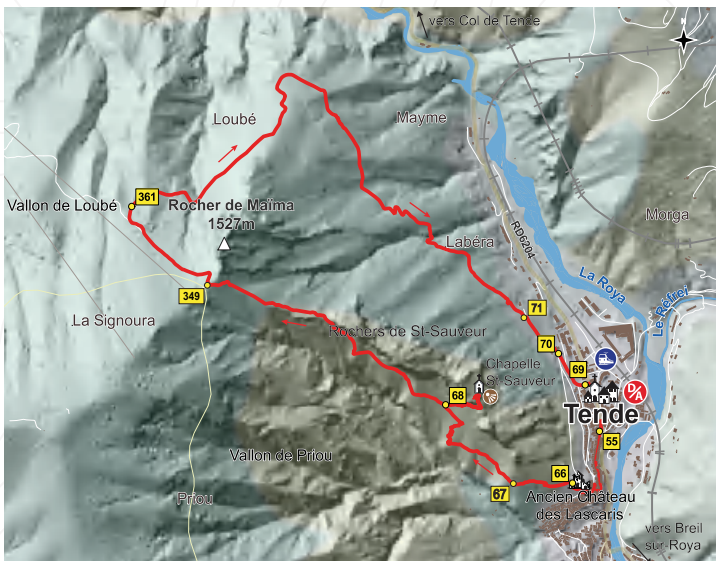 vers Col de Tende
N
Loubé
Mayme
361
Vallon de Loubé
Rocher de Maïma
1527m
Morga
RD6204
Labéra
La Roya
Le Réfrei
349
71
La Signoura
Rochers de St-Sauveur
70
Chapelle
St-Sauveur
69
D/A
68
Tende
55
Vallon de Priou
66
67
Priou
Ancien Château
des Lascaris
vers Breil
sur-Roya